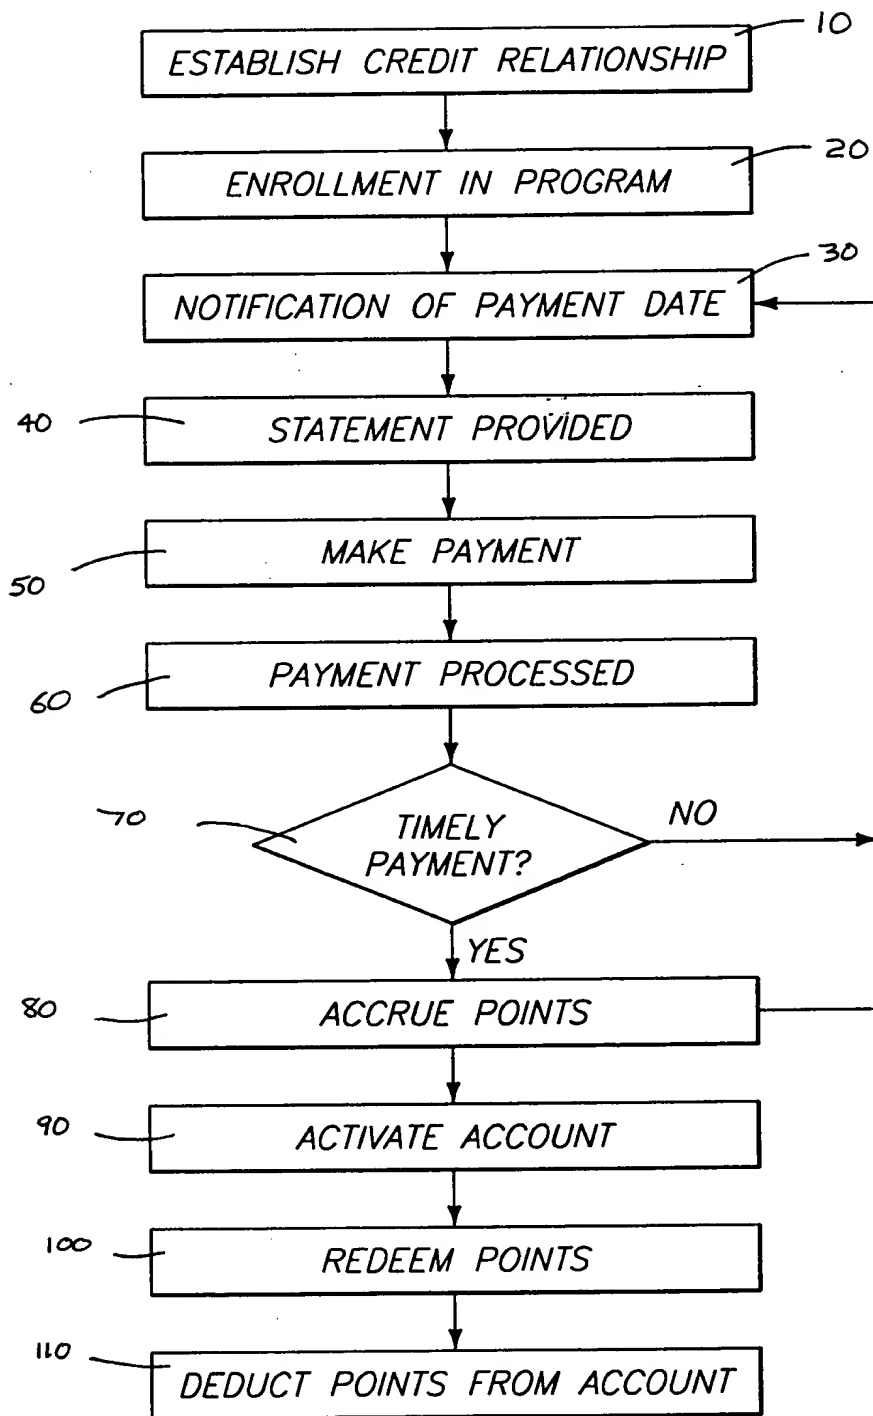 10
ESTABLISH CREDIT RELATIONSHIP
20
ENROLLMENT IN PROGRAM
30
NOTIFICATION OF PAYMENT DATE
40
STATEMENT PROVIDED
50
MAKE PAYMENT
60
PAYMENT PROCESSED
70
TIMELY
PAYMENT?
NO
YES
80
ACCRUE POINTS
90
ACTIVATE ACCOUNT
100
REDEEM POINTS
110
DEDUCT POINTS FROM ACCOUNT